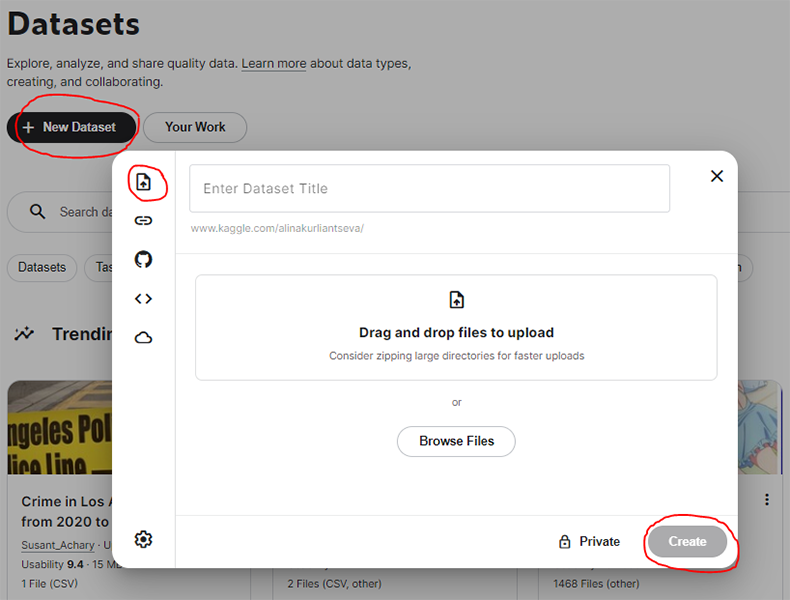 Datasets
Explore, analyze, and share quality data. Learn more about data types,
creating, and collaborating.
+ New Dataset
Your Work
Enter Dataset Title
Search da
www.kaggle.com/alinakurliantseva/
Datasets
Tas
n
Drag and drop files to upload
Trendin
Consider zipping large directories for faster uploads
or
ngeles Pol
Browse Files
lice Line
Crime in Los A
from 2020 to
Susant_Achary · U
Private
Create
Usability 9.4 · 15 MB
1 File (CSV)
2 Files (CSV, other)
1468 Files (other)